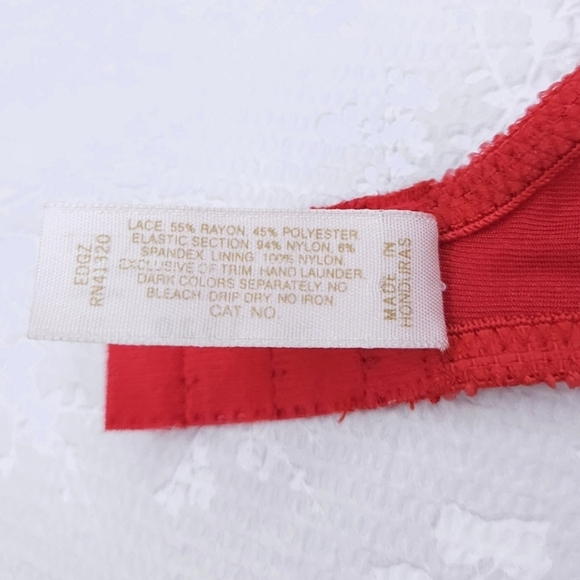 EDGZ
RN41320
LACE. 55% RAYON. 45% POLYESTER
ELASTIC SECTION. 94% NYLON. 6%
SPANDEX. LINING. 100% NYLON.
EXCLUSIVE OF TRIM. HAND LAUNDER.
DARK COLORS SEPARATELY. NO
BLEACH. DRIP DRY. NO IRON
CAT. NO.
MADE IN
HONDURAS